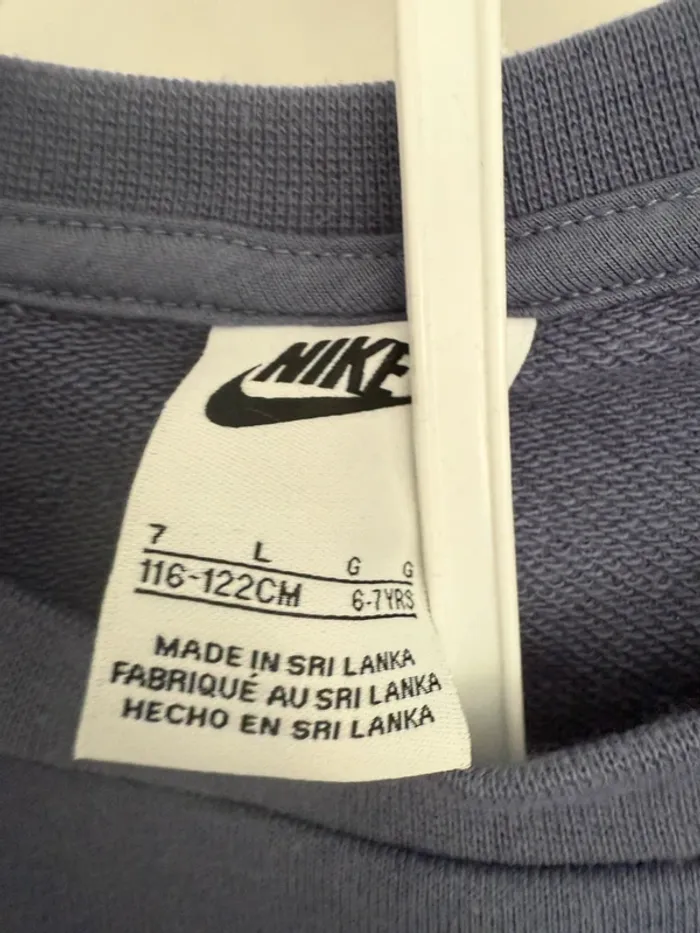 NIKE
7 L G G
116-122CM 6-7YRS
MADE IN SRI LANKA
FABRIQUÉ AU SRI LANKA
HECHO EN SRI LANKA